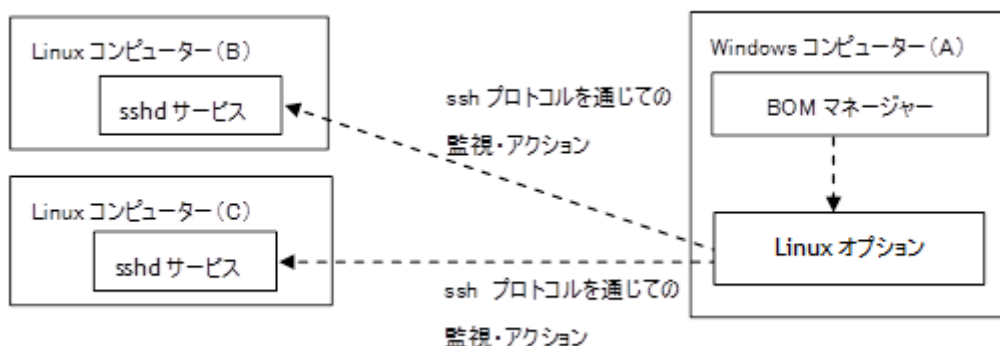 Linux コンピューター(B)
sshd サービス
Linux コンピューター(C)
sshd サービス
ssh プロトコルを通じての
監視・アクション
ssh プロトコルを通じての
監視・アクション
Windows コンピューター(A)
BOM マネージャー
Linux オプション